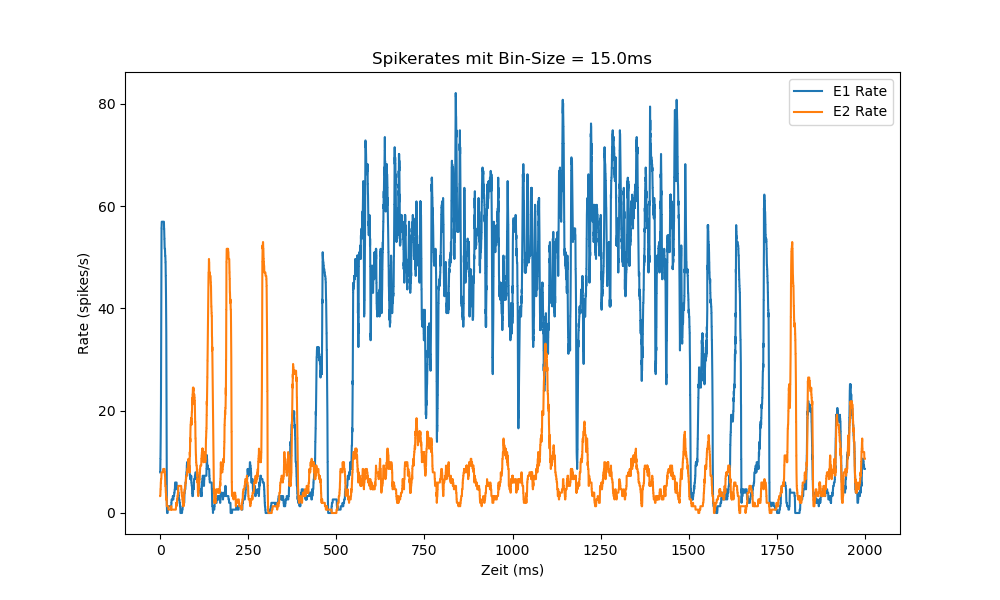 Spikerates mit Bin-Size = 15.0ms
E1 Rate
E2 Rate
80
60
40
20
0
Rate (spikes/s)
0 250 500 750 1000 1250 1500 1750 2000
Zeit (ms)